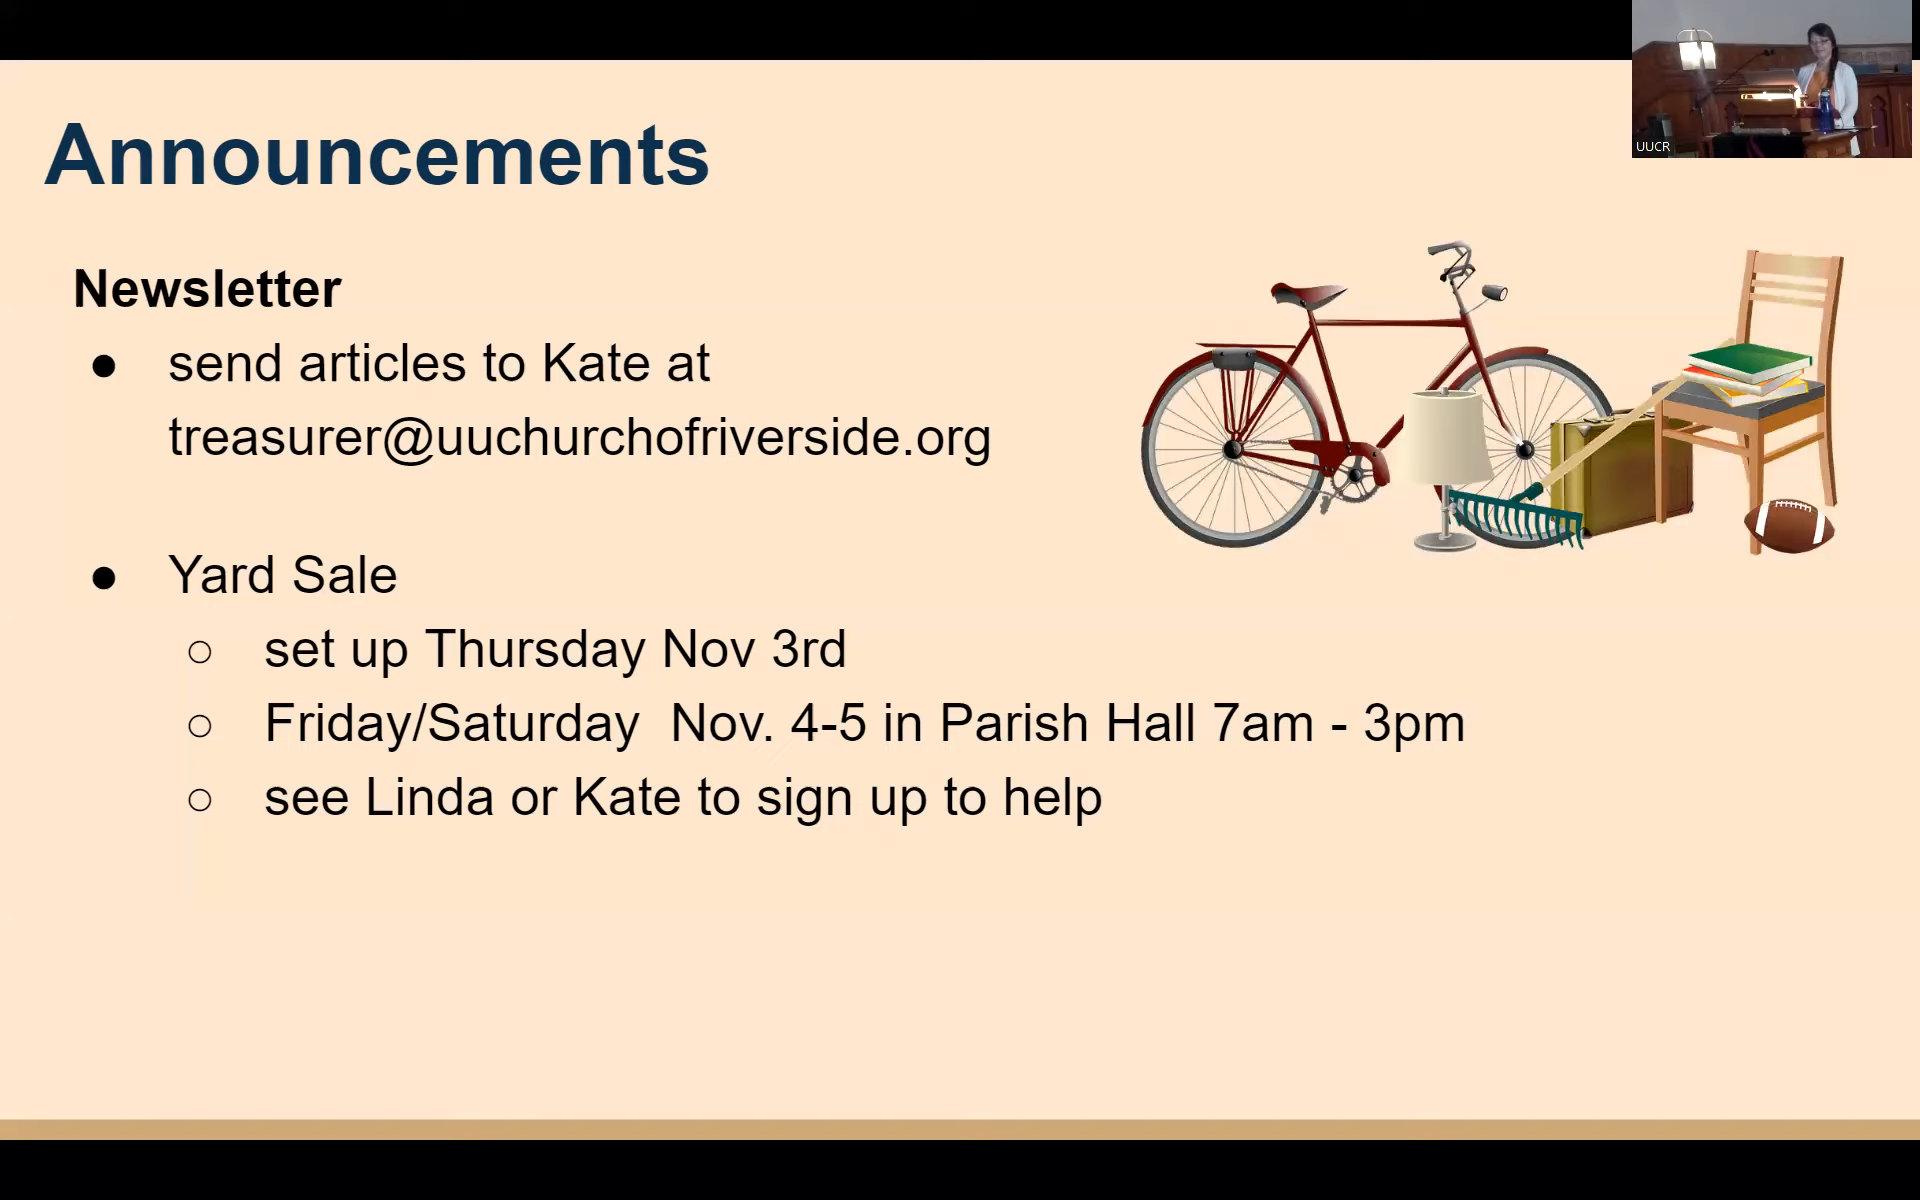 UUCR
Announcements
Newsletter
● send articles to Kate at
treasurer@uuchurchofriverside.org
● Yard Sale
○ set up Thursday Nov 3rd
○ Friday/Saturday  Nov. 4-5 in Parish Hall 7am - 3pm
○ see Linda or Kate to sign up to help